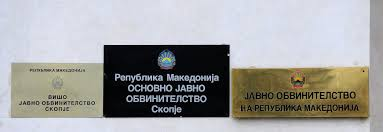 РЕПУБЛИКА МАКЕДОНИЈА
ВИШО
ЈАВНО ОБВИНИТЕЛСТВО
СКОПЈЕ
Република Македонија
ОСНОВНО ЈАВНО
ОБВИНИТЕЛСТВО
Скопје
ЈАВНО ОБВИНИТЕЛСТВО
НА РЕПУБЛИКА МАКЕДОНИЈА